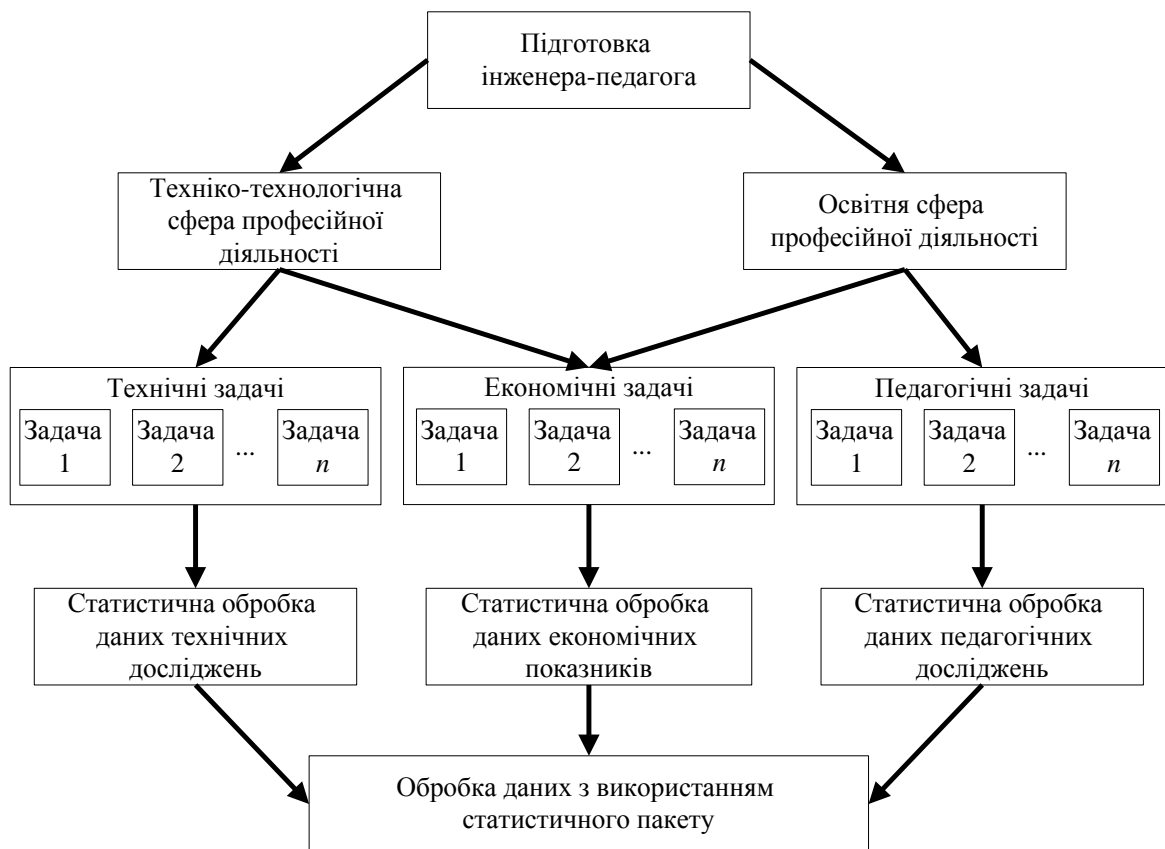 Підготовка
інженера-педагога
Техніко-технологічна
сфера професійної
діяльності
Освітня сфера
професійної діяльності
Технічні задачі
Задача
1
Задача
2
...
Задача
n
Економічні задачі
Задача
1
Задача
2
...
Задача
n
Педагогічні задачі
Задача
1
Задача
2
...
Задача
n
Статистична обробка
даних технічних
досліджень
Статистична обробка
даних економічних
показників
Статистична обробка
даних педагогічних
досліджень
Обробка даних з використанням
статистичного пакету